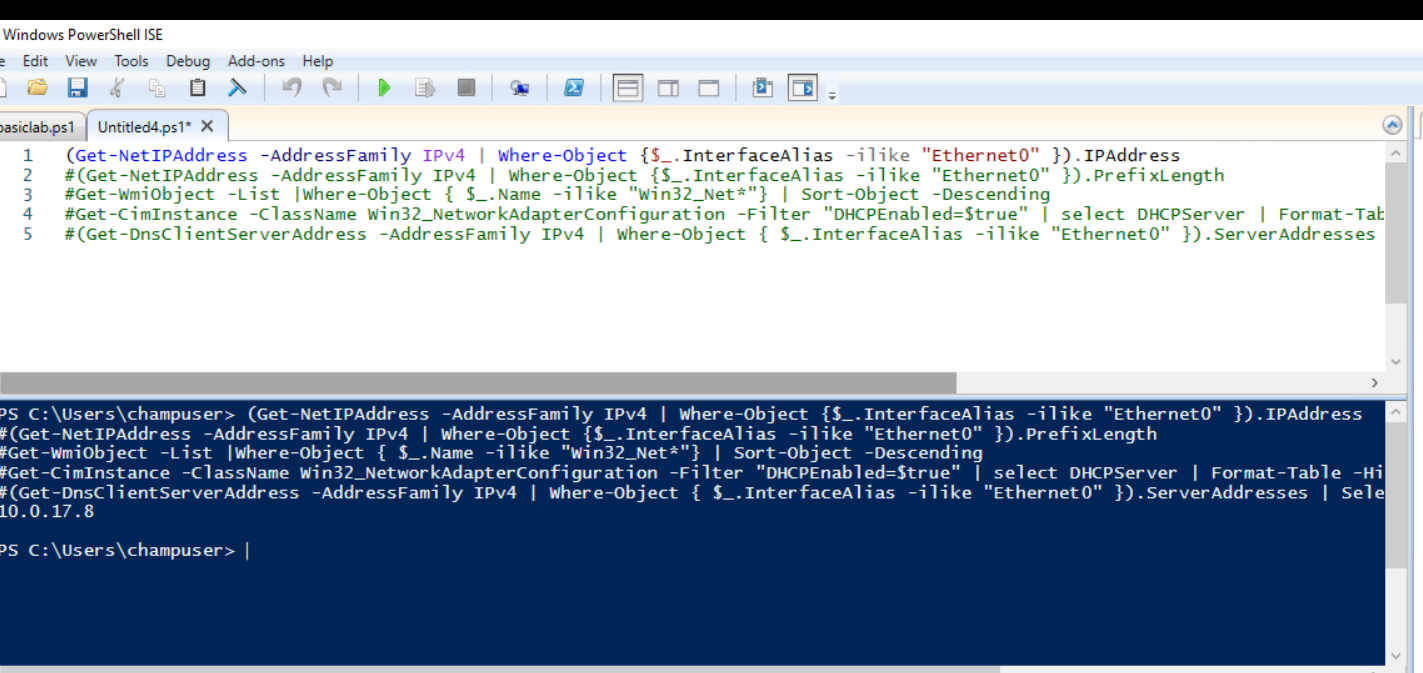 Windows PowerShell ISE
Edit View Tools Debug Add-ons Help
basiclab.ps1 Untitled4.ps1* X
1 (Get-NetIPAddress -AddressFamily IPv4 | Where-Object {$_.InterfaceAlias -ilike "Ethernet0" }).IPAddress
2 #(Get-NetIPAddress -AddressFamily IPv4 | Where-Object {$_.InterfaceAlias -ilike "Ethernet0" }).PrefixLength
3 #Get-WmiObject -List |Where-Object { $_.Name -ilike "Win32_Net*"} | Sort-Object -Descending
4 #Get-CimInstance -ClassName Win32_NetworkAdapterConfiguration -Filter "DHCPEnabled=$true" | select DHCPServer | Format-Tab
5 #(Get-DnsClientServerAddress -AddressFamily IPv4 | Where-Object { $_.InterfaceAlias -ilike "Ethernet0" }).ServerAddresses
PS C:\Users\champuser> (Get-NetIPAddress -AddressFamily IPv4 | Where-Object {$_.InterfaceAlias -ilike "Ethernet0" }).IPAddress
#(Get-NetIPAddress -AddressFamily IPv4 | Where-Object {$_.InterfaceAlias -ilike "Ethernet0" }).PrefixLength
#Get-WmiObject -List |Where-Object { $_.Name -ilike "Win32_Net*"} | Sort-Object -Descending
#Get-CimInstance -ClassName Win32_NetworkAdapterConfiguration -Filter "DHCPEnabled=$true" | select DHCPServer | Format-Table -Hi
#(Get-DnsClientServerAddress -AddressFamily IPv4 | Where-Object { $_.InterfaceAlias -ilike "Ethernet0" }).ServerAddresses | Sele
10.0.17.8
PS C:\Users\champuser>